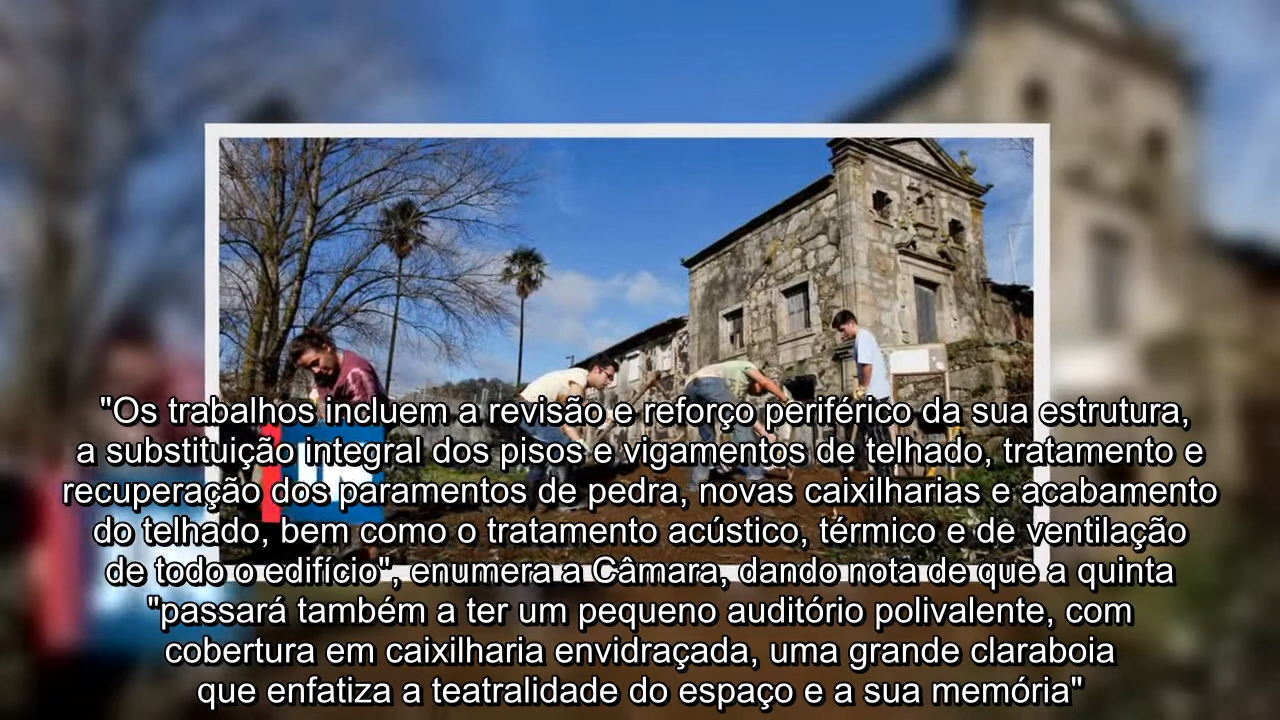 "Os trabalhos incluem a revisão e reforço periférico da sua estrutura,
a substituição integral dos pisos e vigamentos de telhado, tratamento e
recuperação dos paramentos de pedra, novas caixilharias e acabamento
do telhado, bem como o tratamento acústico, térmico e de ventilação
de todo o edifício", enumera a Câmara, dando nota de que a quinta
"passará também a ter um pequeno auditório polivalente, com
cobertura em caixilharia envidraçada, uma grande claraboia
que enfatiza a teatralidade do espaço e a sua memória"